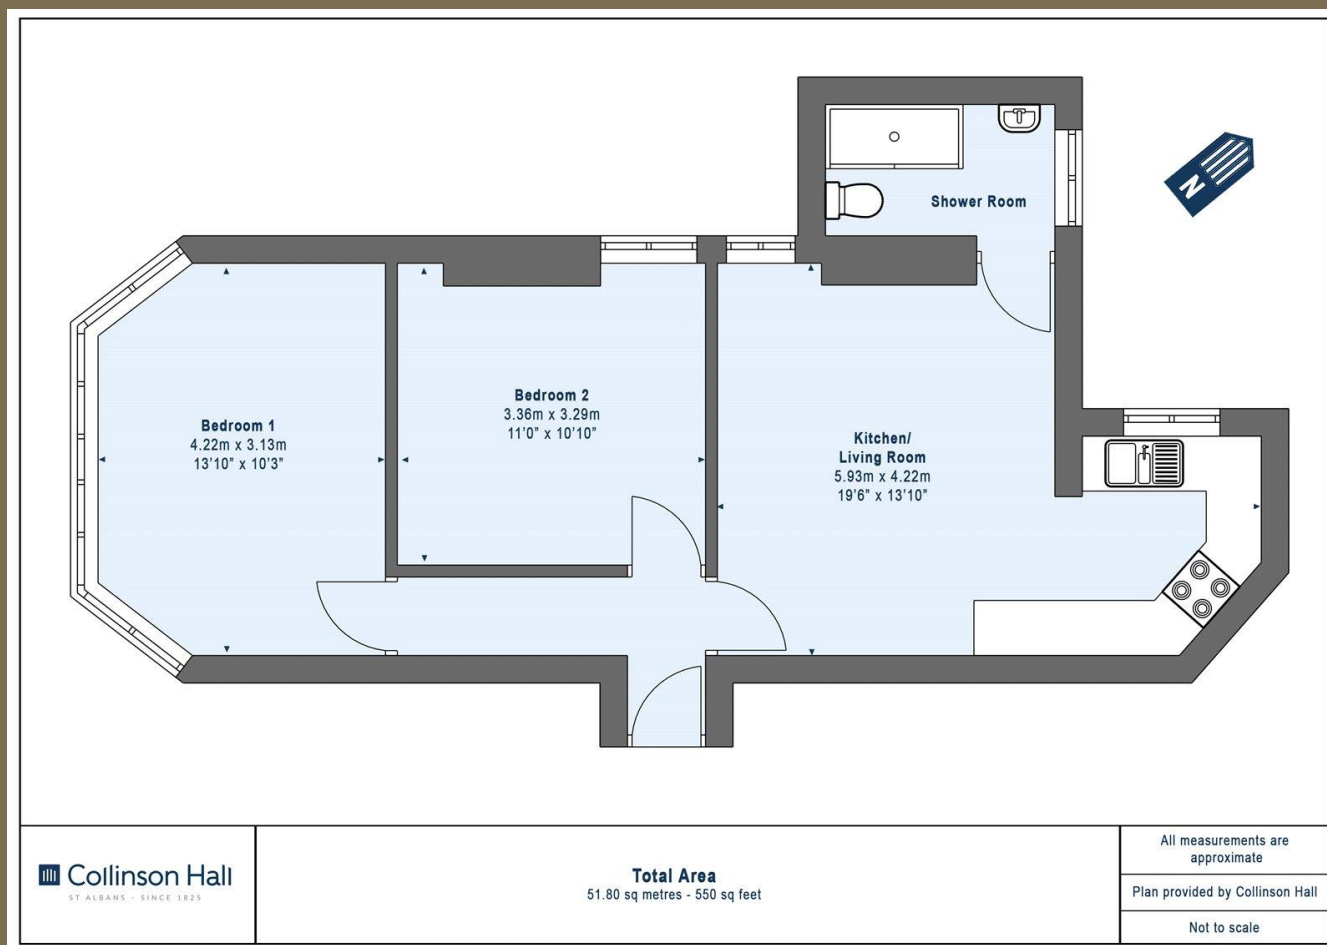 Shower Room
N
Bedroom 1
4.22m x 3.13m
13'10" x 10'3"
Bedroom 2
3.36m x 3.29m
11'0" x 10'10"
Kitchen/
Living Room
5.93m x 4.22m
19'6" x 13'10"
Collinson Hall
ST ALBANS - SINCE 1825
Total Area
51.80 sq metres - 550 sq feet
All measurements are
approximate
Plan provided by Collinson Hall
Not to scale